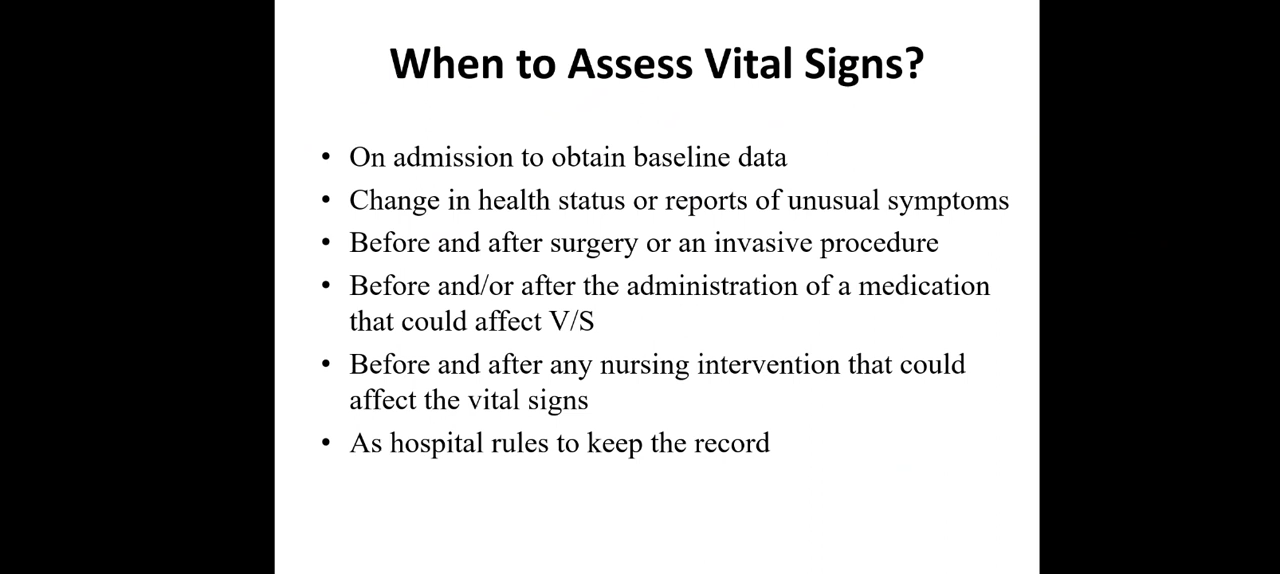 When to Assess Vital Signs?
• On admission to obtain baseline data
• Change in health status or reports of unusual symptoms
• Before and after surgery or an invasive procedure
• Before and/or after the administration of a medication
that could affect V/S
• Before and after any nursing intervention that could
affect the vital signs
• As hospital rules to keep the record